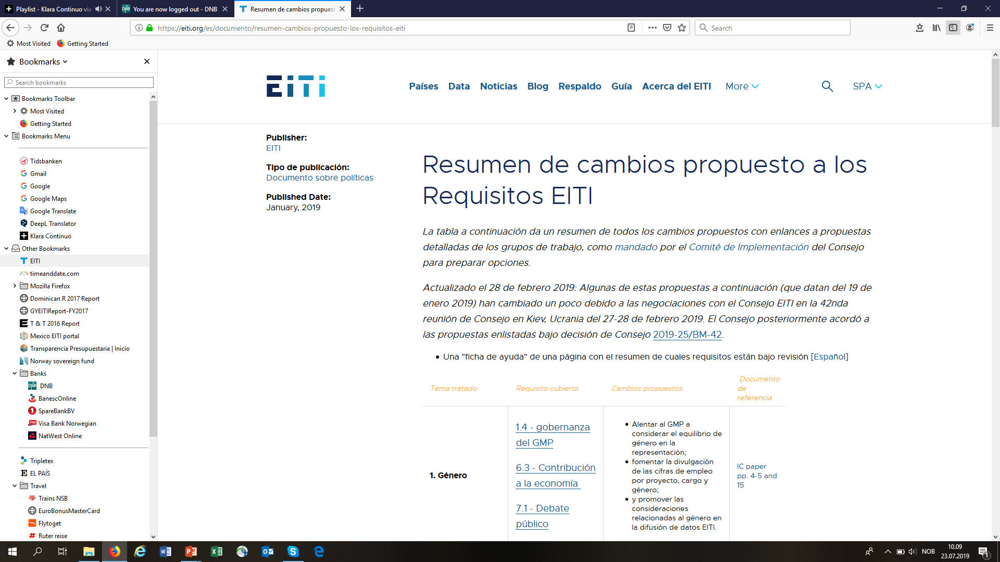 Playlist - Klara Continuo via
You are now logged out - DNB
Resumen de cambios propuest
https://eiti.org/es/documento/resumen-cambios-propuesto-los-requisitos-eiti
Search
Most Visited
Getting Started
Bookmarks
Search bookmarks
Bookmarks Toolbar
Most Visited
Getting Started
Bookmarks Menu
Tidsbanken
Gmail
Google
Google Maps
Google Translate
DeepL Translator
Klara Continuo
Other Bookmarks
EITI
timeanddate.com
Mozilla Firefox
Dominican R 2017 Report
GYEITIReport-FY2017
T & T 2016 Report
Mexico EITI portal
Transparencia Presupuestaria | Inicio
Norway sovereign fund
Banks
DNB
BanescOnline
SpareBankBV
Visa Bank Norwegian
NatWest Online
Tripletex
EL PAÍS
Travel
Trains NSB
EuroBonusMasterCard
Flytoget
Ruter reise
EITI
Países
Data
Noticias
Blog
Respaldo
Guía
Acerca del EITI
More
SPA
Publisher:
EITI
Tipo de publicación:
Documento sobre políticas
Published Date:
January, 2019
Resumen de cambios propuesto a los
Requisitos EITI
La tabla a continuación da un resumen de todos los cambios propuestos con enlances a propuestas
detalladas de los grupos de trabajo, como mandado por el Comité de Implementación del Consejo
para preparar opciones.
Actualizado el 28 de febrero 2019: Algunas de estas propuestas a continuación (que datan del 19 de
enero 2019) han cambiado un poco debido a las negociaciones con el Consejo EITI en la 42nda
reunión de Consejo en Kiev, Ucrania del 27-28 de febrero 2019. El Consejo posteriormente acordó a
las propuestas enlistadas bajo decisión de Consejo 2019-25/BM-42.
• Una "ficha de ayuda" de una página con el resumen de cuales requisitos están bajo revisión [Español]
Tema tratado
Requisito cubierto
Cambios propuestos
Documento
de
referencia
1. Género
1.4 - gobernanza
del GMP
6.3 - Contribución
a la economía
7.1 - Debate
público
• Alentar al GMP a
considerar el equilibrio de
género en la
representación;
• fomentar la divulgación
de las cifras de empleo
por proyecto, cargo y
género;
• y promover las
consideraciones
relacionadas al género en
la difusión de datos EITI.
IC paper
pp. 4-5 and
15
NOB
10.09
23.07.2019
1